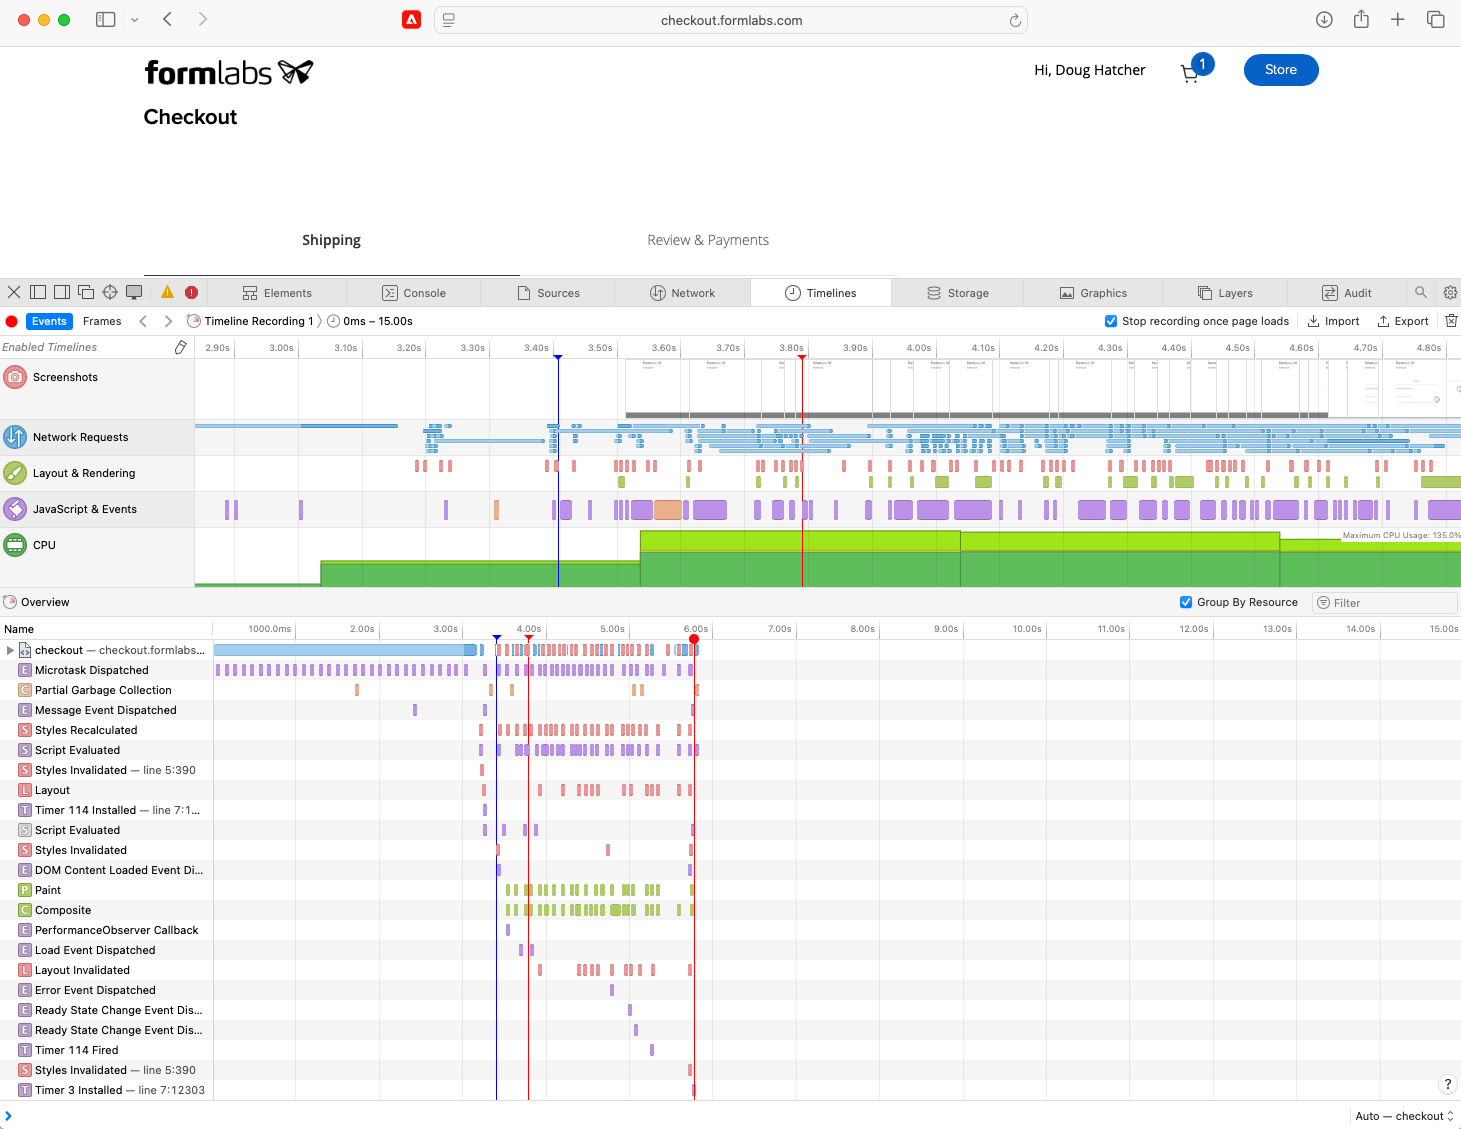 checkout.formlabs.com
formlabs
Hi, Doug Hatcher
1
Store
Checkout
Shipping
Review & Payments
Elements
Console
Sources
Network
Timelines
Storage
Graphics
Layers
Audit
Events
Frames
Timeline Recording 1
0ms – 15.00s
Stop recording once page loads
Import
Export
Enabled Timelines
2.90s 3.00s 3.10s 3.20s 3.30s 3.40s 3.50s 3.60s 3.70s 3.80s 3.90s 4.00s 4.10s 4.20s 4.30s 4.40s 4.50s 4.60s 4.70s 4.80s
Screenshots
Network Requests
Layout & Rendering
JavaScript & Events
CPU
Maximum CPU Usage: 135.0%
Overview
Group By Resource
Filter
Name
1000.0ms 2.00s 3.00s 4.00s 5.00s 6.00s 7.00s 8.00s 9.00s 10.00s 11.00s 12.00s 13.00s 14.00s 15.00s
checkout — checkout.formlabs...
E Microtask Dispatched
C Partial Garbage Collection
E Message Event Dispatched
S Styles Recalculated
S Script Evaluated
S Styles Invalidated — line 5:390
L Layout
T Timer 114 Installed — line 7:1...
S Script Evaluated
S Styles Invalidated
E DOM Content Loaded Event Di...
P Paint
C Composite
E PerformanceObserver Callback
E Load Event Dispatched
L Layout Invalidated
E Error Event Dispatched
E Ready State Change Event Dis...
E Ready State Change Event Dis...
T Timer 114 Fired
S Styles Invalidated — line 5:390
T Timer 3 Installed — line 7:12303
?
Auto — checkout